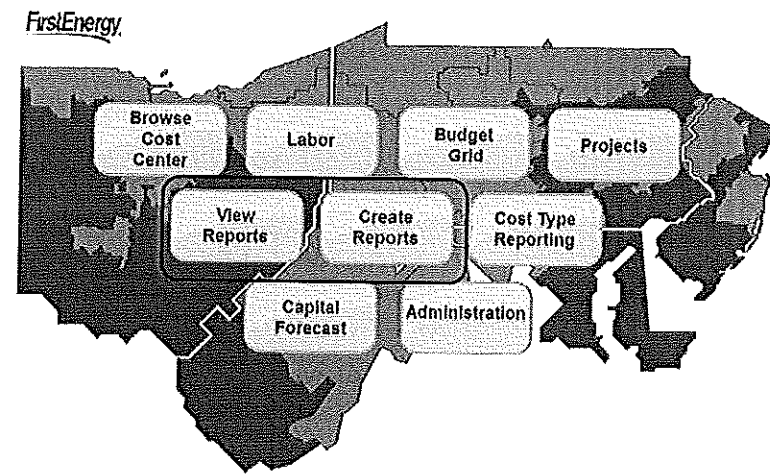 FirstEnergy
Browse
Cost
Center
Labor
Budget
Grid
Projects
View
Reports
Create
Reports
Cost Type
Reporting
Capital
Forecast
Administration